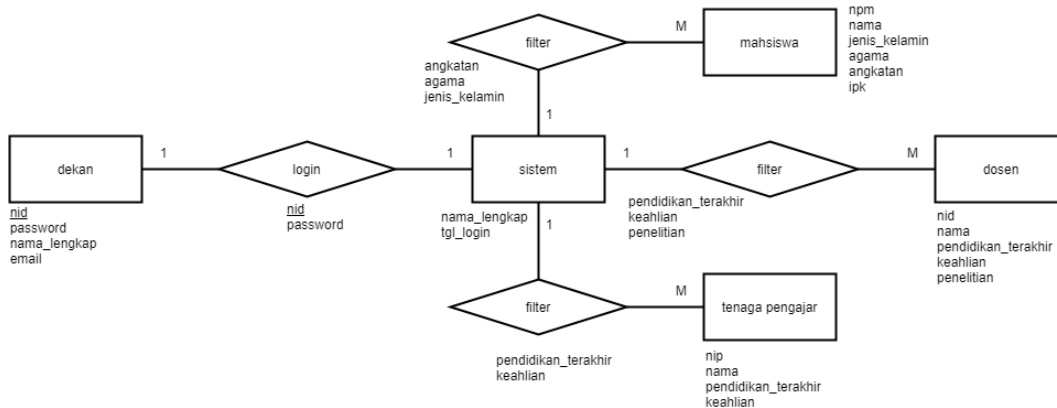 filter
M
mahsiswa
npm
nama
jenis_kelamin
agama
angkatan
ipk
angkatan
agama
jenis_kelamin
1
dekan
1
login
1
sistem
1
filter
M
dosen
nid
password
nama_lengkap
email
nid
password
nama_lengkap
tgl_login
1
pendidikan_terakhir
keahlian
penelitian
nid
nama
pendidikan_terakhir
keahlian
penelitian
filter
M
tenaga pengajar
pendidikan_terakhir
keahlian
nip
nama
pendidikan_terakhir
keahlian